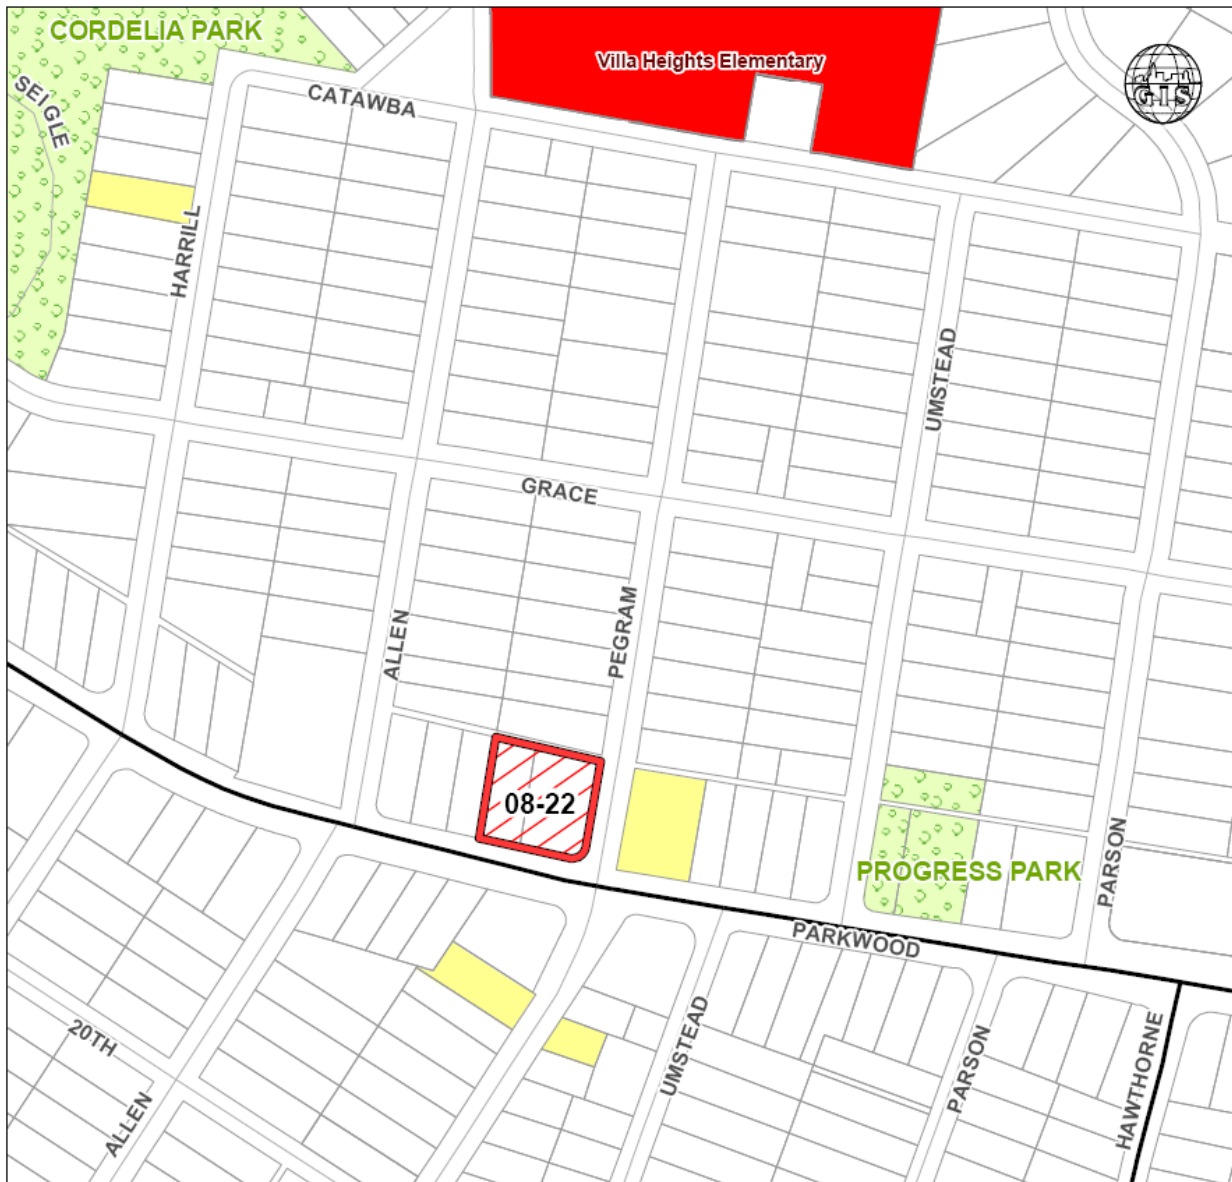 CORDELIA PARK
Villa Heights Elementary
GIS
SEIGLE
CATAWBA
HARRILL
UMSTEAD
GRACE
ALLEN
PEGRAM
08-22
PROGRESS PARK
PARSON
PARKWOOD
20TH
ALLEN
UMSTEAD
PARSON
HAWTHORNE